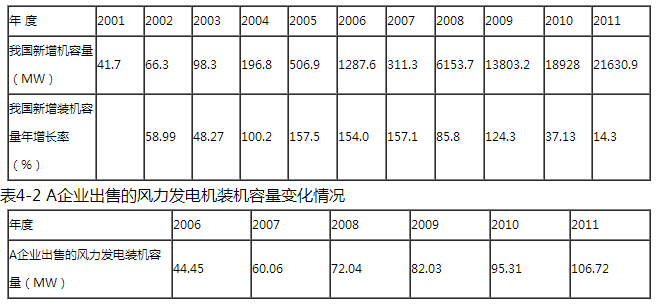 年 度 2001 2002 2003 2004 2005 2006 2007 2008 2009 2010 2011
我国新增机容量
（MW） 41.7 66.3 98.3 196.8 506.9 1287.6 311.3 6153.7 13803.2 18928 21630.9
我国新增装机容
量年增长率 58.99 48.27 100.2 157.5 154.0 157.1 85.8 124.3 37.13 14.3
（%）
表4-2 A企业出售的风力发电机装机容量变化情况
年度 2006 2007 2008 2009 2010 2011
A企业出售的风力发电装机容
量（MW） 44.45 60.06 72.04 82.03 95.31 106.72